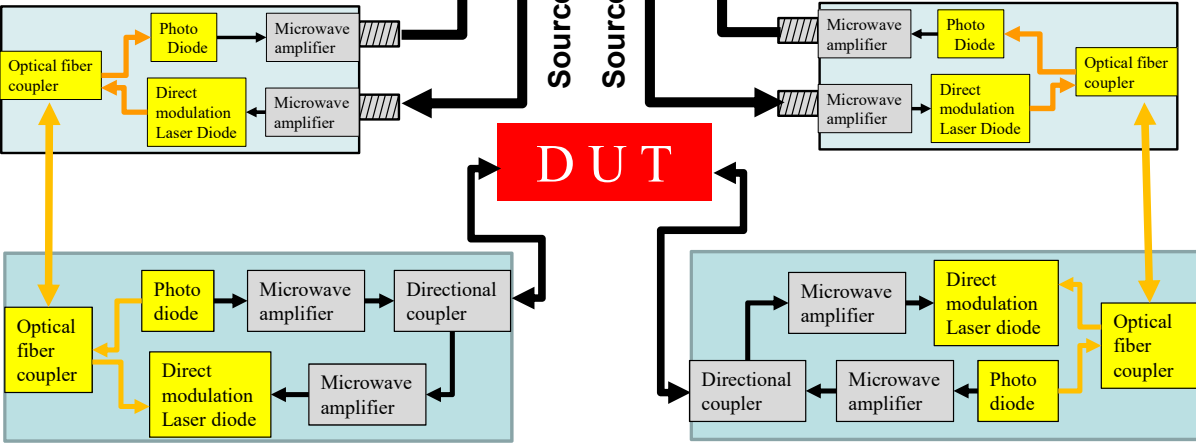 Photo
Diode
Microwave
amplifier
Optical fiber
coupler
Direct
modulation
Laser Diode
Microwave
amplifier
Source
Source
Microwave
amplifier
Photo
Diode
Optical fiber
coupler
Microwave
amplifier
Direct
modulation
Laser Diode
D U T
Photo
diode
Microwave
amplifier
Directional
coupler
Optical
fiber
coupler
Direct
modulation
Laser diode
Microwave
amplifier
Microwave
amplifier
Direct
modulation
Laser diode
Optical
fiber
coupler
Directional
coupler
Microwave
amplifier
Photo
diode